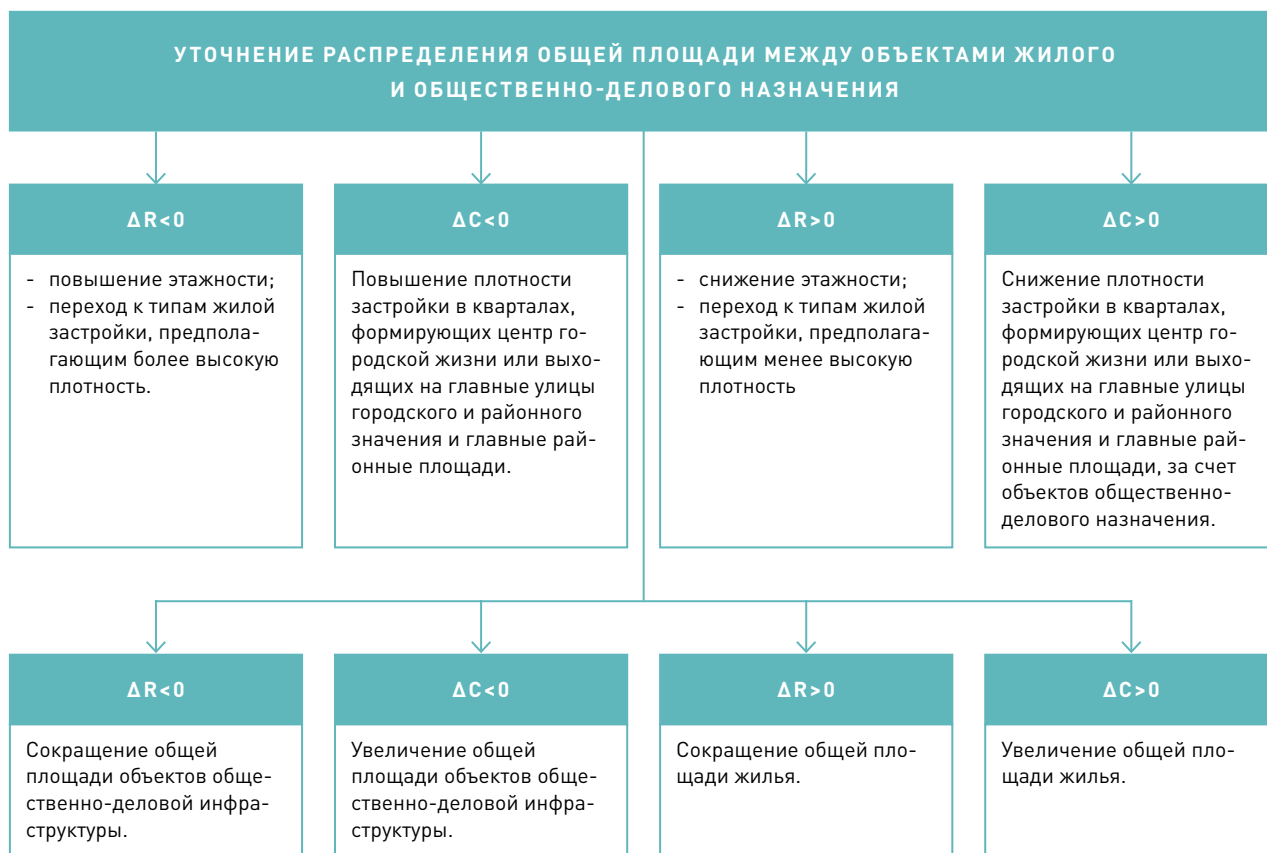 УТОЧНЕНИЕ РАСПРЕДЕЛЕНИЯ ОБЩЕЙ ПЛОЩАДИ МЕЖДУ ОБЪЕКТАМИ ЖИЛОГО
И ОБЩЕСТВЕННО-ДЕЛОВОГО НАЗНАЧЕНИЯ
ΔR<0
- повышение этажности;
- переход к типам жилой
застройки, предпола-
гающим более высокую
плотность.
ΔC<0
Повышение плотности
застройки в кварталах,
формирующих центр го-
родской жизни или выхо-
дящих на главные улицы
городского и районного
значения и главные рай-
онные площади.
ΔR>0
- снижение этажности;
- переход к типам жилой
застройки, предполага-
ющим менее высокую
плотность
ΔC>0
Снижение плотности
застройки в кварталах,
формирующих центр го-
родской жизни или выхо-
дящих на главные улицы
городского и районного
значения и главные рай-
онные площади, за счет
объектов общественно-
делового назначения.
ΔR<0
Сокращение общей
площади объектов обще-
ственно-деловой инфра-
структуры.
ΔC<0
Увеличение общей
площади объектов обще-
ственно-деловой инфра-
структуры.
ΔR>0
Сокращение общей пло-
щади жилья.
ΔC>0
Увеличение общей пло-
щади жилья.